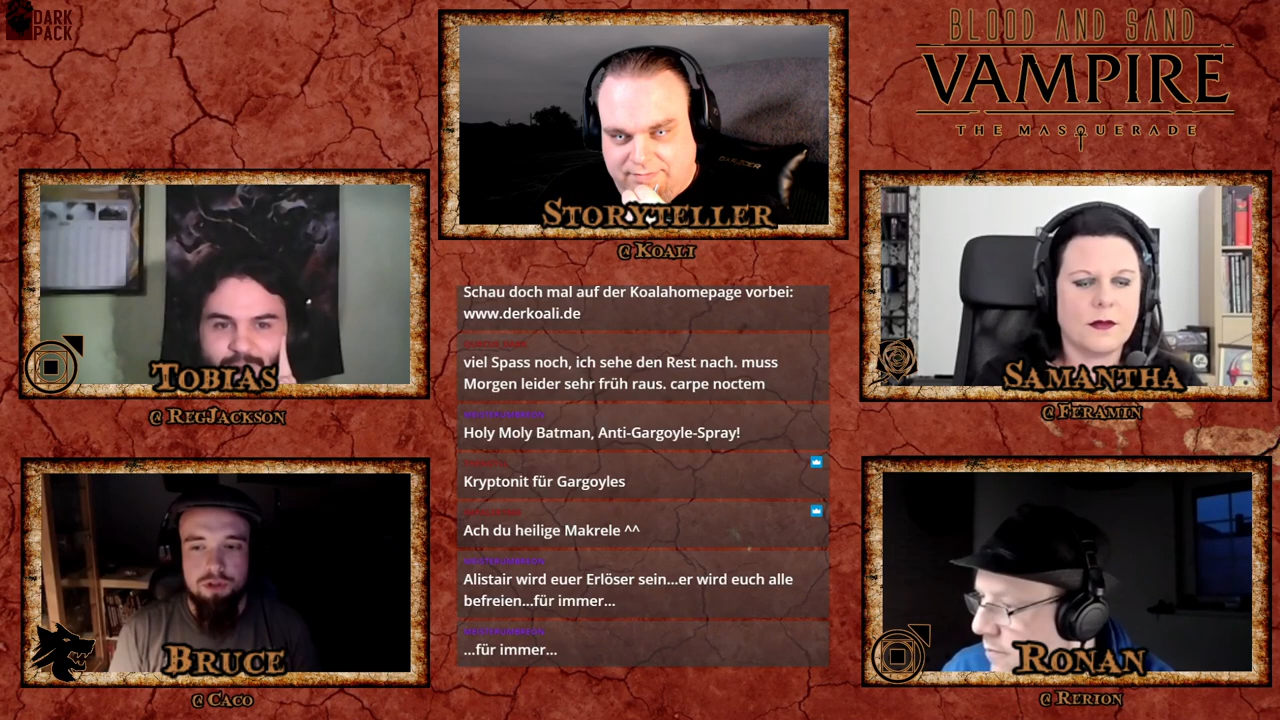 DARK
PACK
BLOOD AND SAND
VAMPIRE
THE MASQUERADE
STORYTELLER
@ KOALI
TOBIAS
@ REGJACKSON
SAMANTHA
@ FERAMIN
Schau doch mal auf der Koalahomepage vorbei:
www.derkoali.de
viel Spass noch, ich sehe den Rest nach. muss
Morgen leider sehr früh raus. carpe noctem
Holy Moly Batman, Anti-Gargoyle-Spray!
Kryptonit für Gargoyles
Ach du heilige Makrele ^^
Alistair wird euer Erlöser sein...er wird euch alle
befreien...für immer...
...für immer...
BRUCE
@ CACO
RONAN
@ RERION